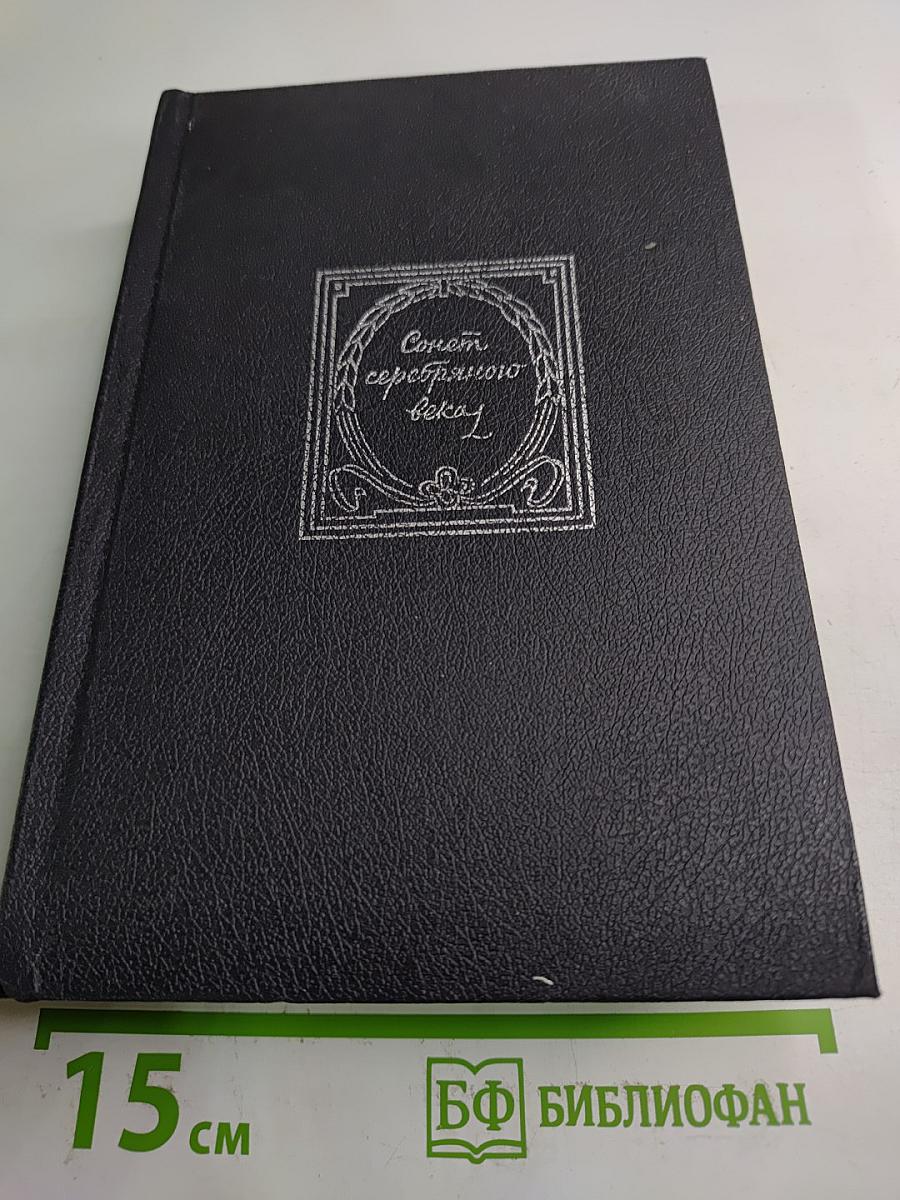 Сонет
серебряного
века
15 см
БФ БИБЛИОФАН